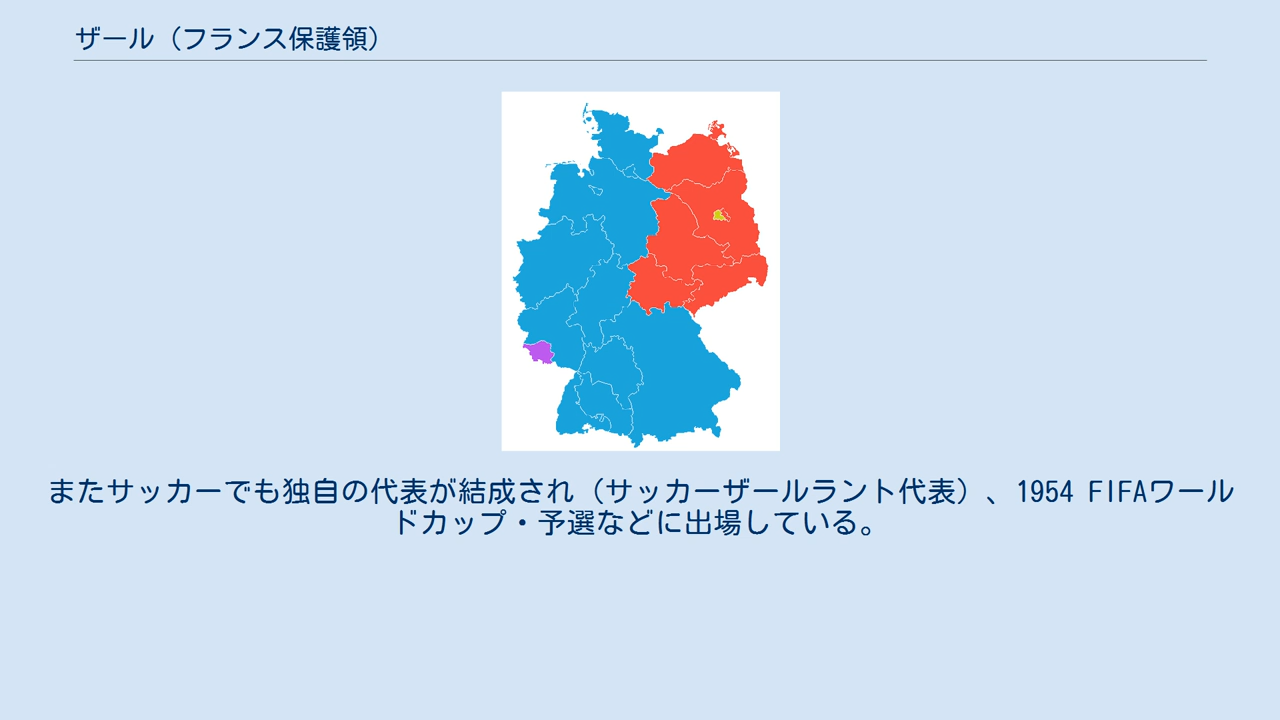 ザール（フランス保護領）
またサッカーでも独自の代表が結成され（サッカーザールラント代表）、1954 FIFAワール
ドカップ・予選などに出場している。